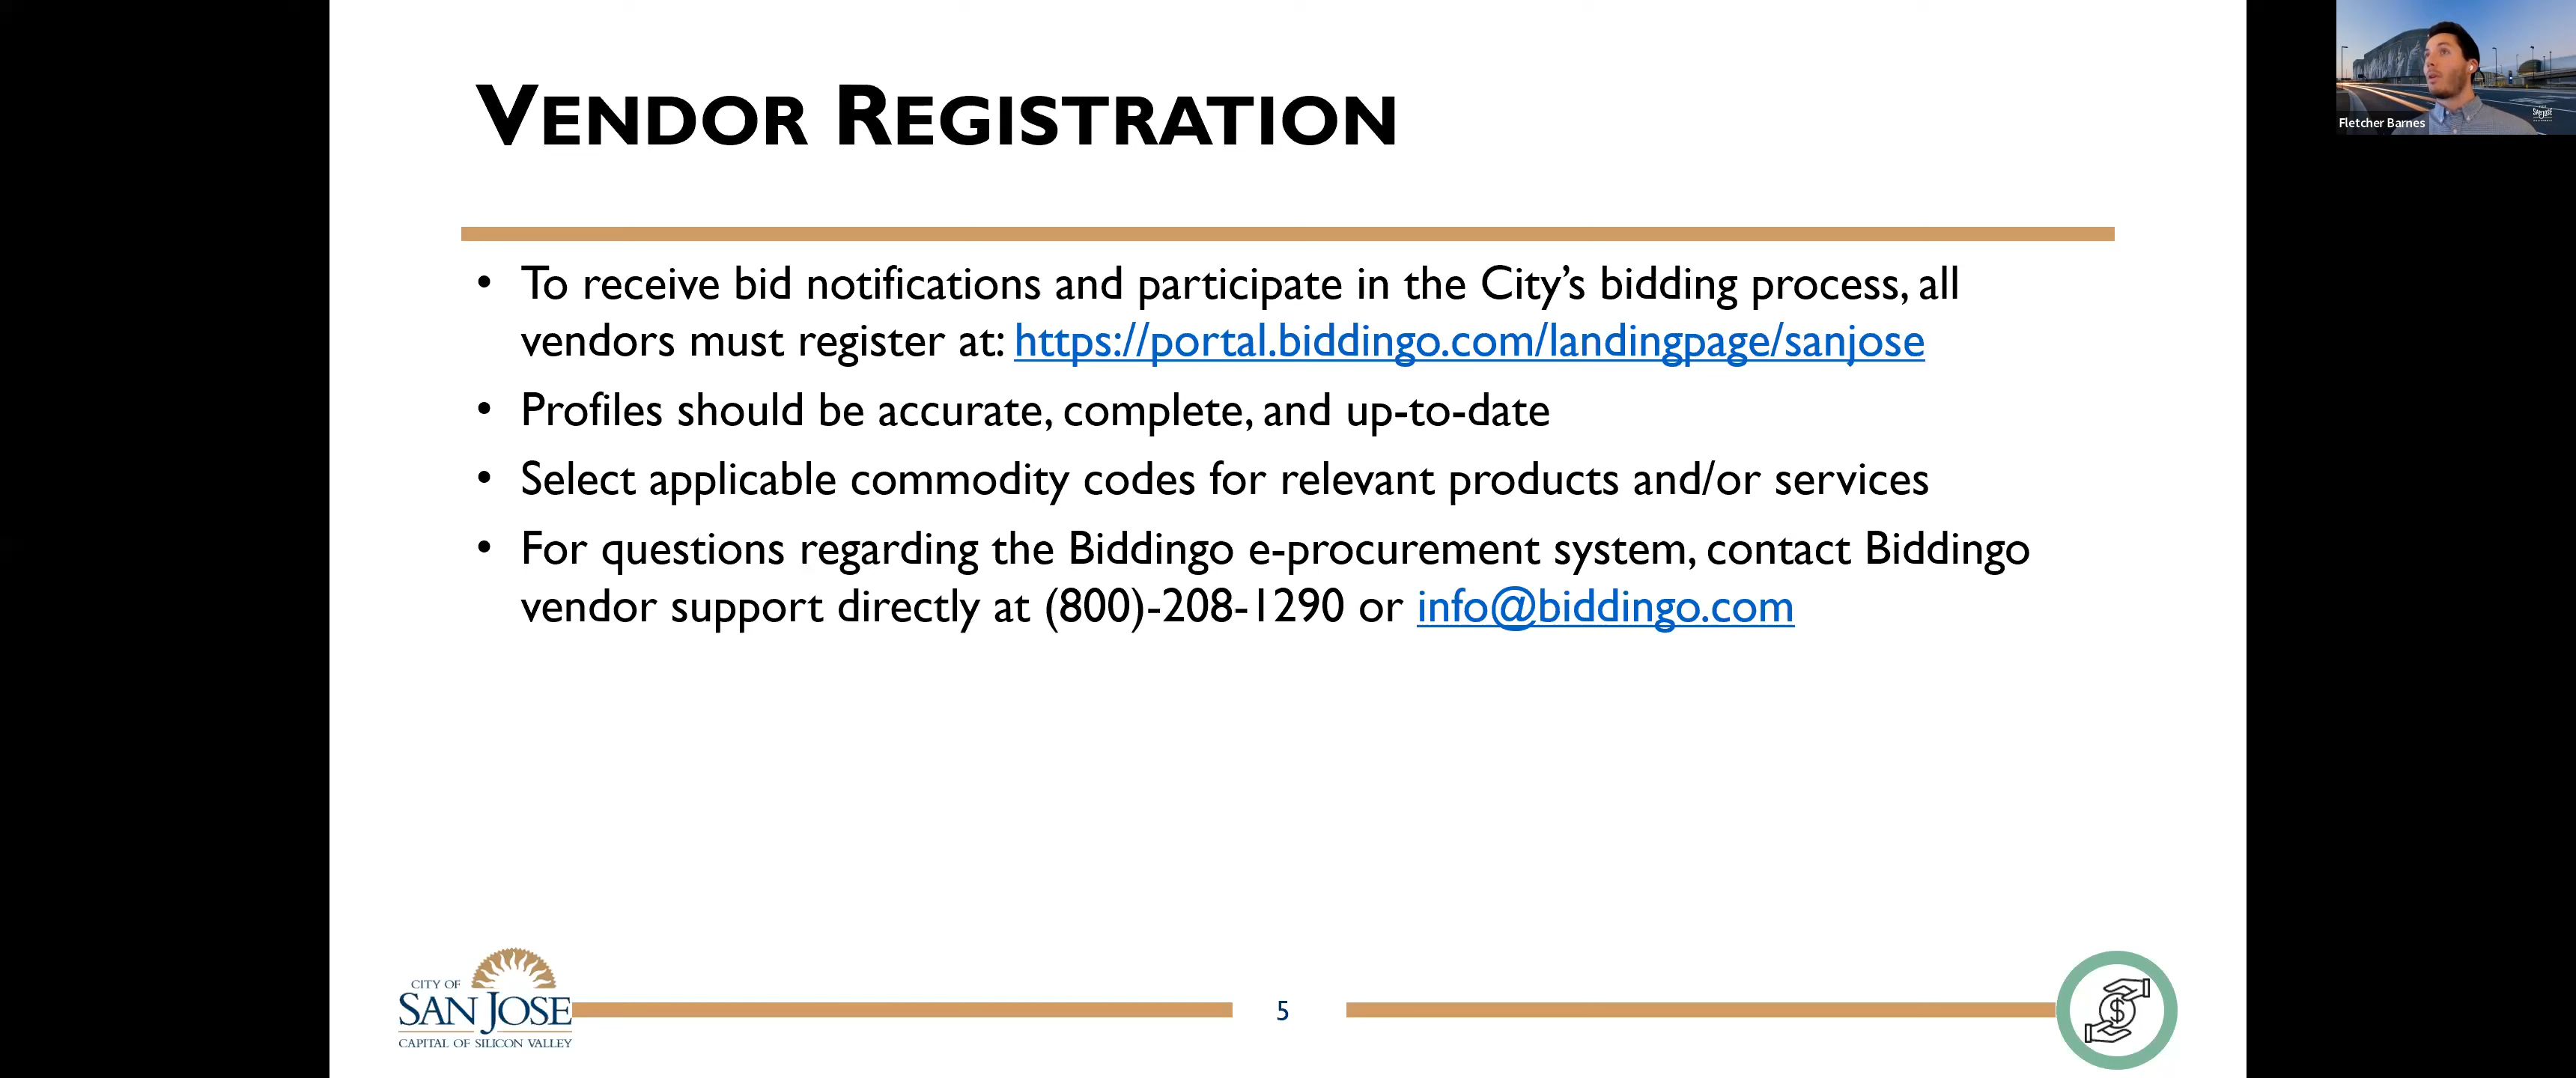 VENDOR REGISTRATION
• To receive bid notifications and participate in the City’s bidding process, all
vendors must register at: https://portal.biddingo.com/landingpage/sanjose
• Profiles should be accurate, complete, and up-to-date
• Select applicable commodity codes for relevant products and/or services
• For questions regarding the Biddingo e-procurement system, contact Biddingo
vendor support directly at (800)-208-1290 or info@biddingo.com
CITY OF
SAN JOSE
CAPITAL OF SILICON VALLEY
5
$
SAN JOSE
Fletcher Barnes